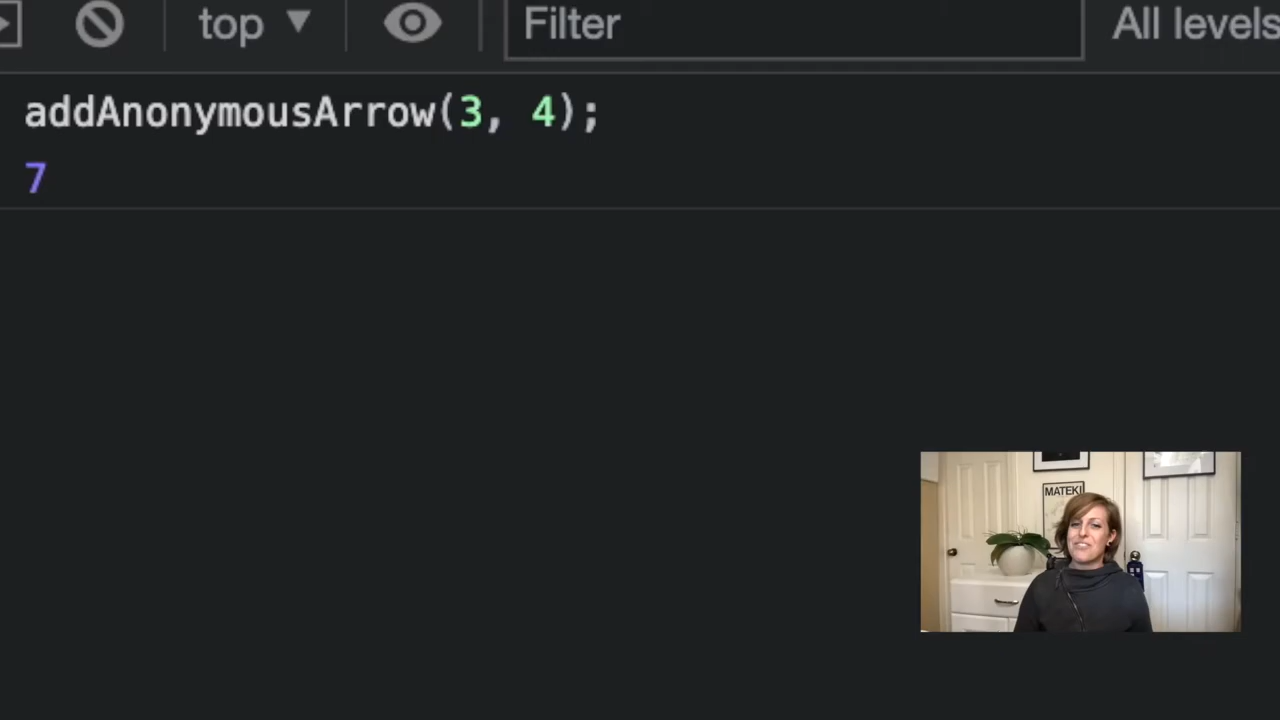 top ▼ Filter All levels
addAnonymousArrow(3, 4);
7
MATEKI